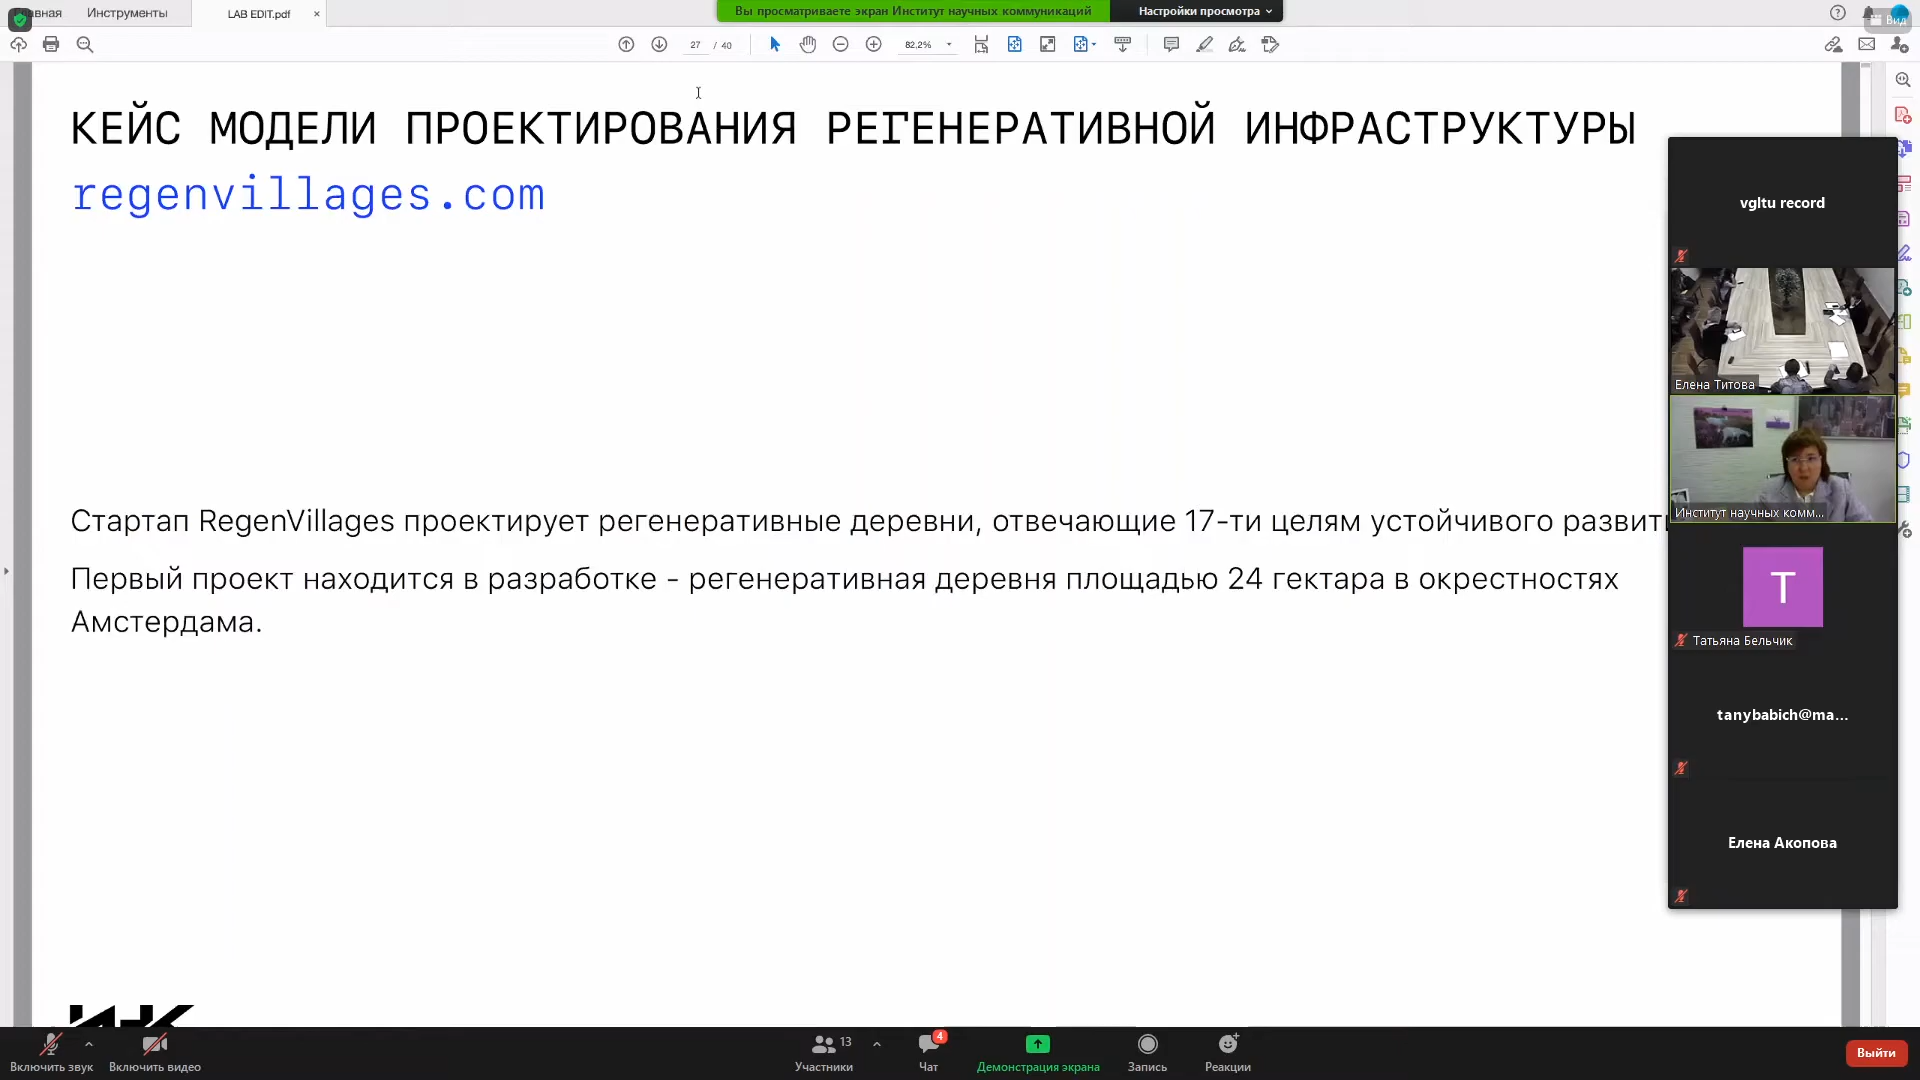 Вы просматриваете экран Институт научных коммуникаций
Настройки просмотра
Инструменты
LAB EDIT.pdf
Вид
27 / 40
82,2%
КЕЙС МОДЕЛИ ПРОЕКТИРОВАНИЯ РЕГЕНЕРАТИВНОЙ ИНФРАСТРУКТУРЫ
regenvillages.com
Стартап RegenVillages проектирует регенеративные деревни, отвечающие 17-ти целям устойчивого развит
Первый проект находится в разработке - регенеративная деревня площадью 24 гектара в окрестностях
Амстердама.
vgltu record
Елена Титова
Институт научных комм...
T
Татьяна Бельчик
tanybabich@ma...
Елена Акопова
Включить звук
Включить видео
13
Участники
4
Чат
Демонстрация экрана
Запись
Реакции
Выйти